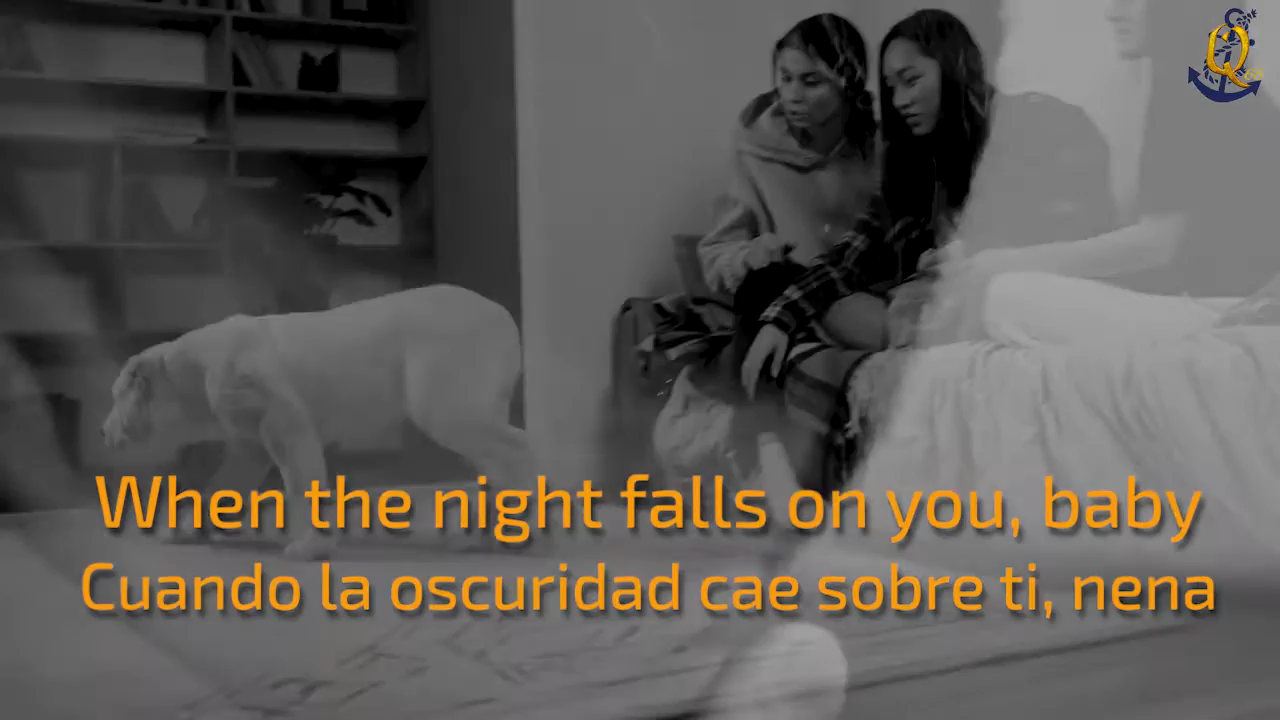 Q
When the night falls on you, baby
Cuando la oscuridad cae sobre ti, nena